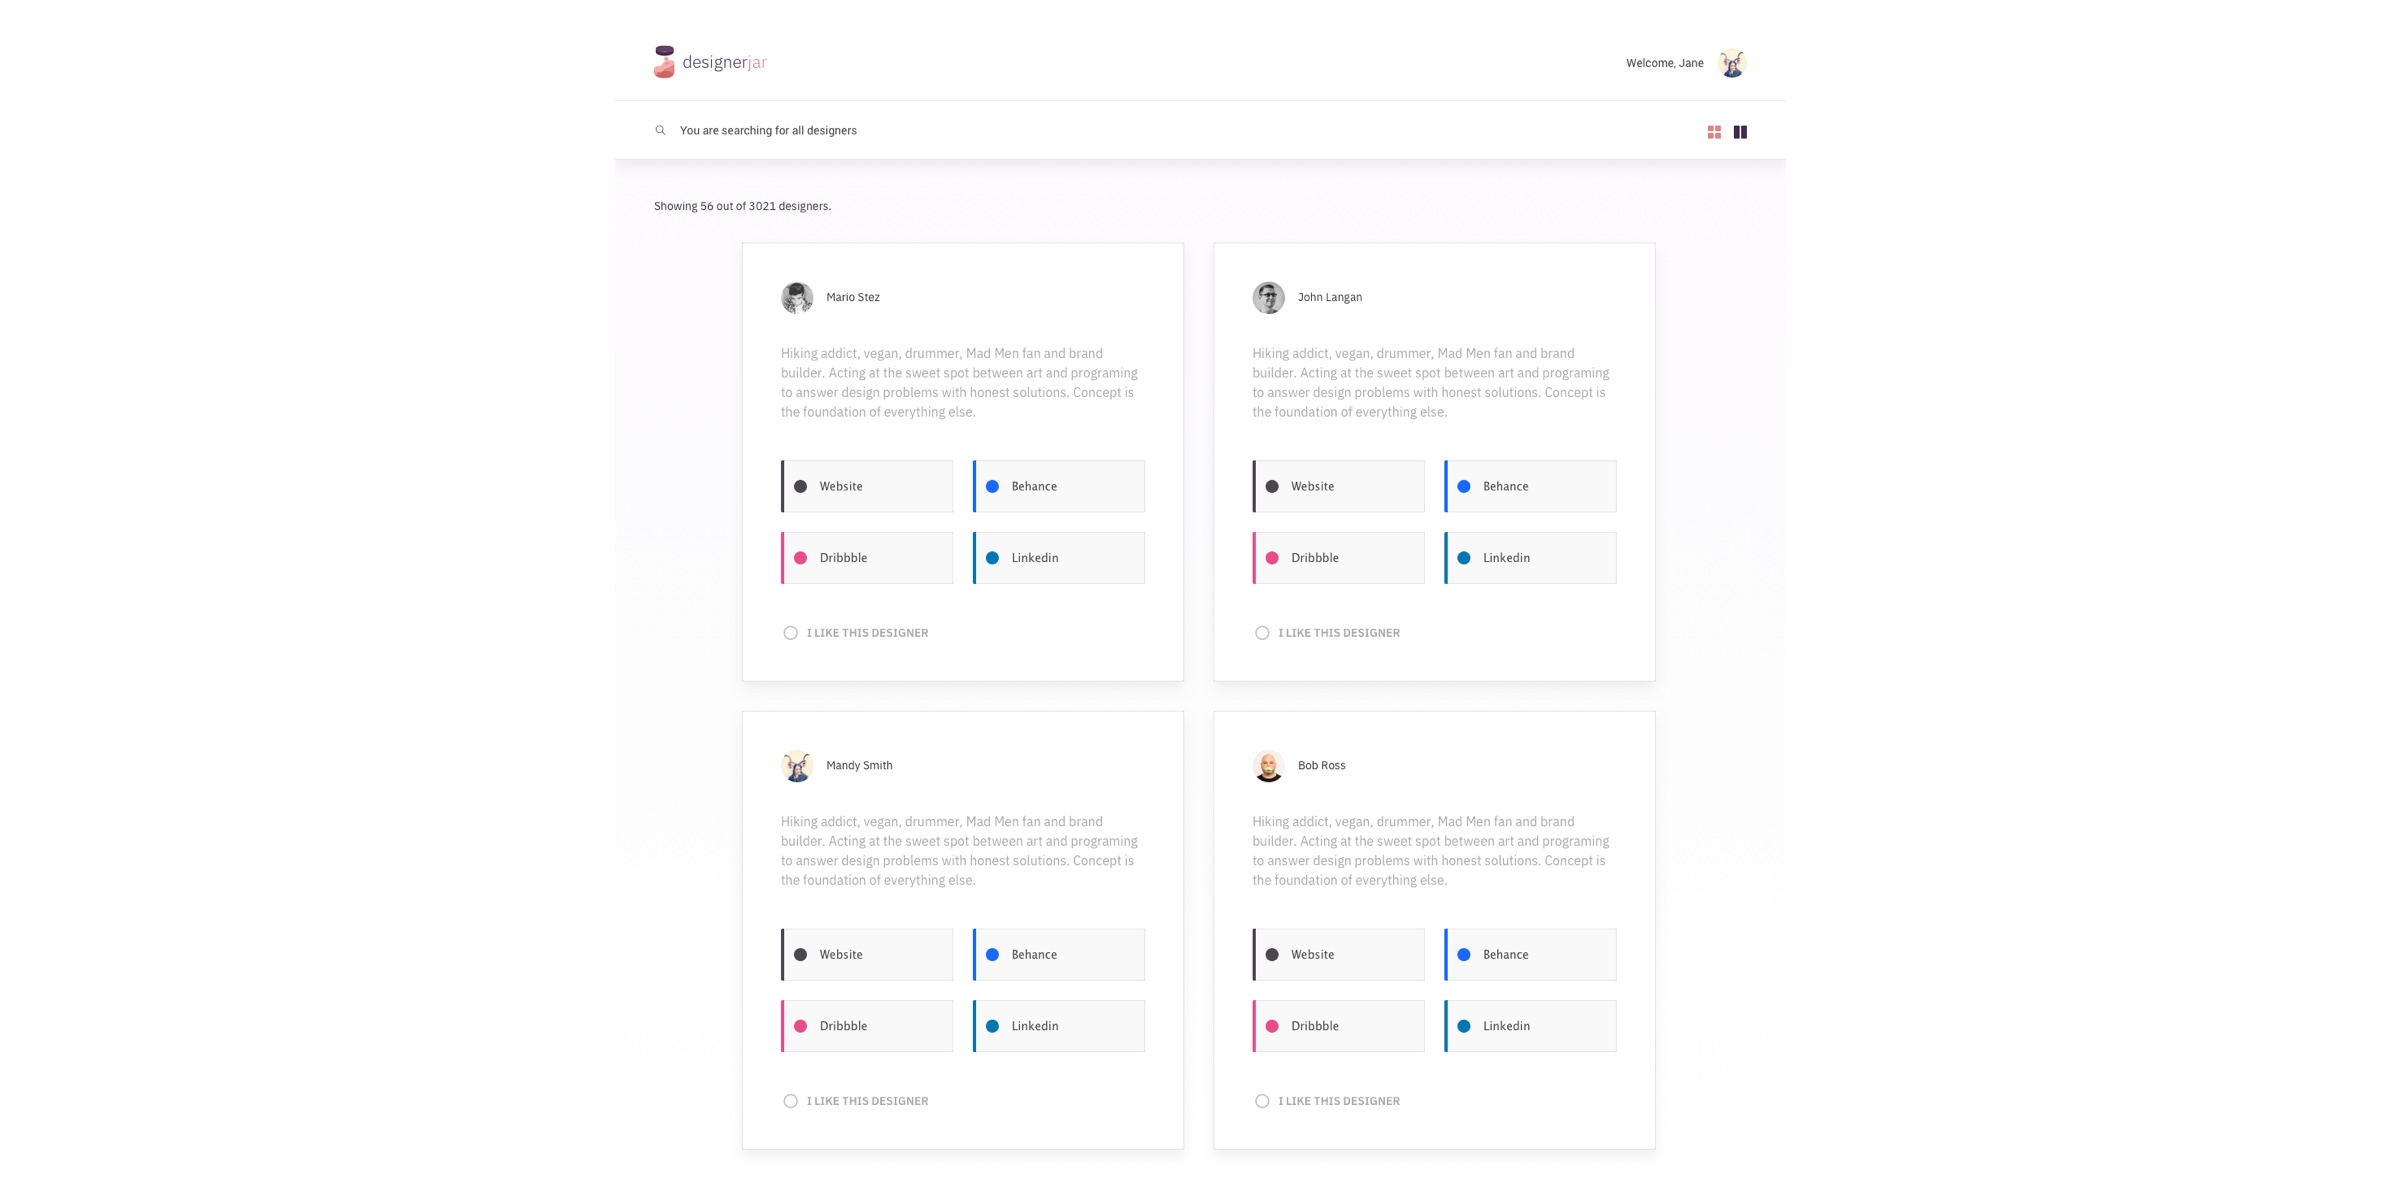 designerjar
Welcome, Jane
You are searching for all designers
Showing 56 out of 3021 designers.
Mario Stez
Hiking addict, vegan, drummer, Mad Men fan and brand
builder. Acting at the sweet spot between art and programing
to answer design problems with honest solutions. Concept is
the foundation of everything else.
Website
Behance
Dribbble
Linkedin
I LIKE THIS DESIGNER
John Langan
Hiking addict, vegan, drummer, Mad Men fan and brand
builder. Acting at the sweet spot between art and programing
to answer design problems with honest solutions. Concept is
the foundation of everything else.
Website
Behance
Dribbble
Linkedin
I LIKE THIS DESIGNER
Mandy Smith
Hiking addict, vegan, drummer, Mad Men fan and brand
builder. Acting at the sweet spot between art and programing
to answer design problems with honest solutions. Concept is
the foundation of everything else.
Website
Behance
Dribbble
Linkedin
I LIKE THIS DESIGNER
Bob Ross
Hiking addict, vegan, drummer, Mad Men fan and brand
builder. Acting at the sweet spot between art and programing
to answer design problems with honest solutions. Concept is
the foundation of everything else.
Website
Behance
Dribbble
Linkedin
I LIKE THIS DESIGNER